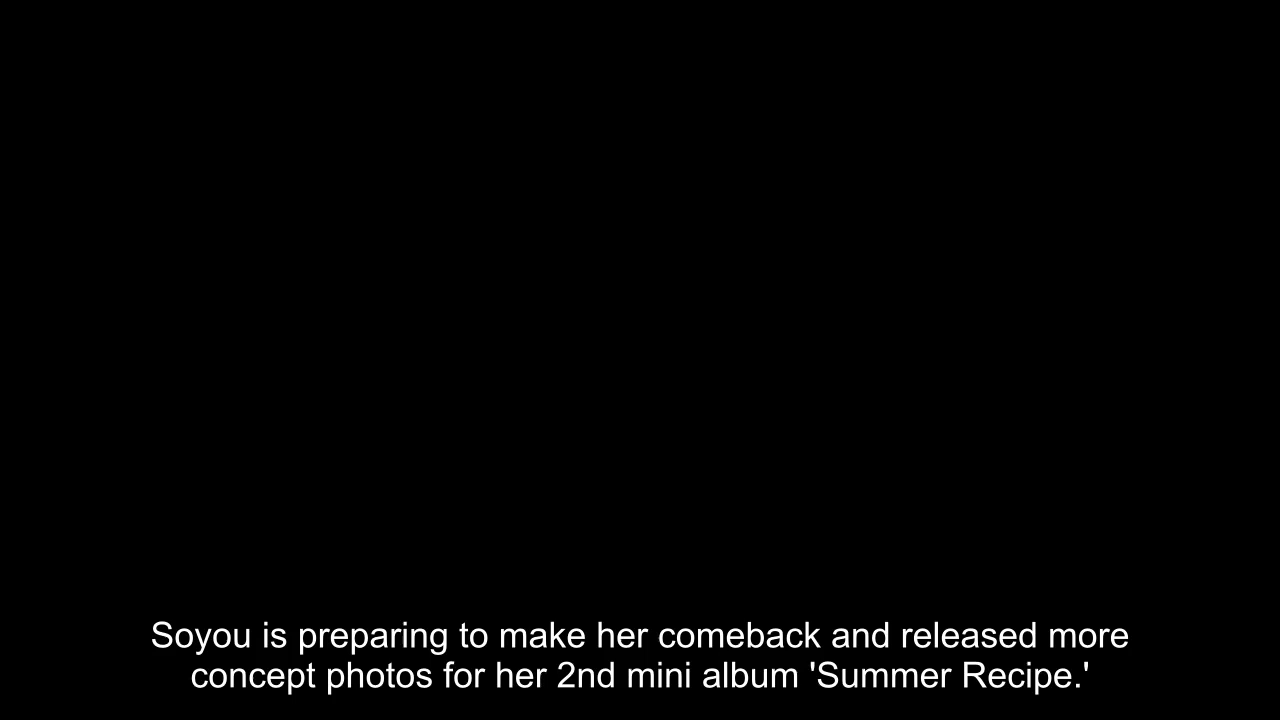 Soyou is preparing to make her comeback and released more
concept photos for her 2nd mini album 'Summer Recipe.'